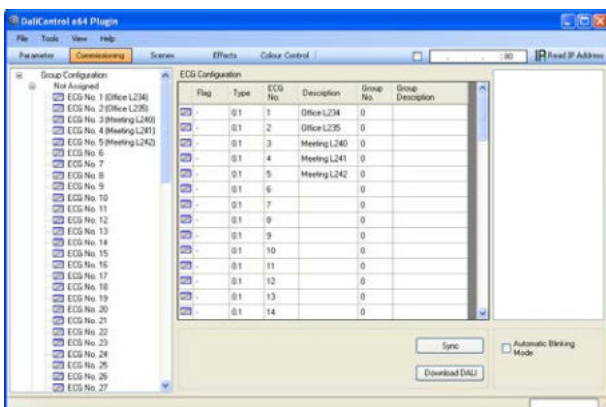 DaliControl e64 Plugin
File Tools View Help
Parameter Commissioning Scenes Effects Colour Control . . . :80 IP Read IP Address
Group Configuration
Not Assigned
ECG No. 1 (Office L234)
ECG No. 2 (Office L235)
ECG No. 3 (Meeting L240)
ECG No. 4 (Meeting L241)
ECG No. 5 (Meeting L242)
ECG No. 6
ECG No. 7
ECG No. 8
ECG No. 9
ECG No. 10
ECG No. 11
ECG No. 12
ECG No. 13
ECG No. 14
ECG No. 15
ECG No. 16
ECG No. 17
ECG No. 18
ECG No. 19
ECG No. 20
ECG No. 21
ECG No. 22
ECG No. 23
ECG No. 24
ECG No. 25
ECG No. 26
ECG No. 27
ECG Configuration
Flag Type ECG No. Description Group No. Group Description
- 0.1 1 Office L234 0
- 0.1 2 Office L235 0
- 0.1 3 Meeting L240 0
- 0.1 4 Meeting L241 0
- 0.1 5 Meeting L242 0
- 0.1 6 0
- 0.1 7 0
- 0.1 8 0
- 0.1 9 0
- 0.1 10 0
- 0.1 11 0
- 0.1 12 0
- 0.1 13 0
- 0.1 14 0
Sync
Download DALI
Automatic Blinking
Mode